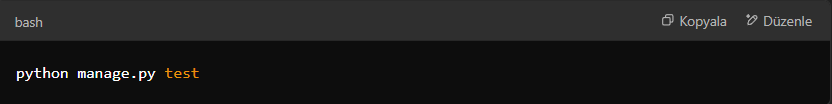 bash
Kopyala
Düzenle
python manage.py test